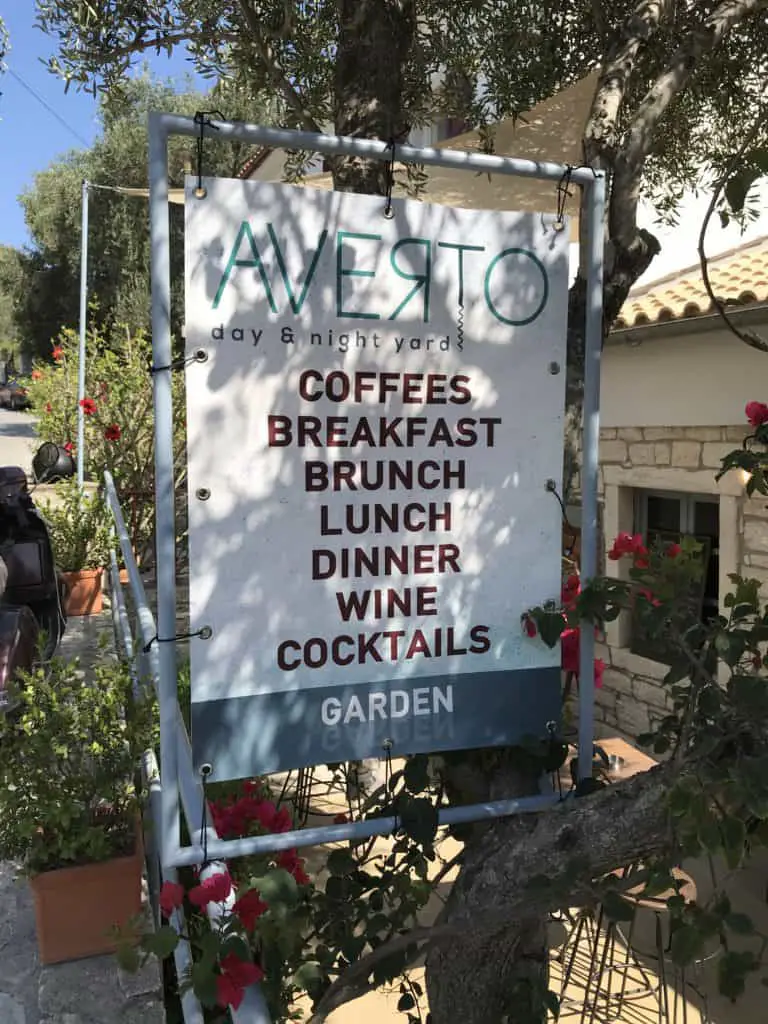 AVERTO
day & night yard
COFFEES
BREAKFAST
BRUNCH
LUNCH
DINNER
WINE
COCKTAILS
GARDEN